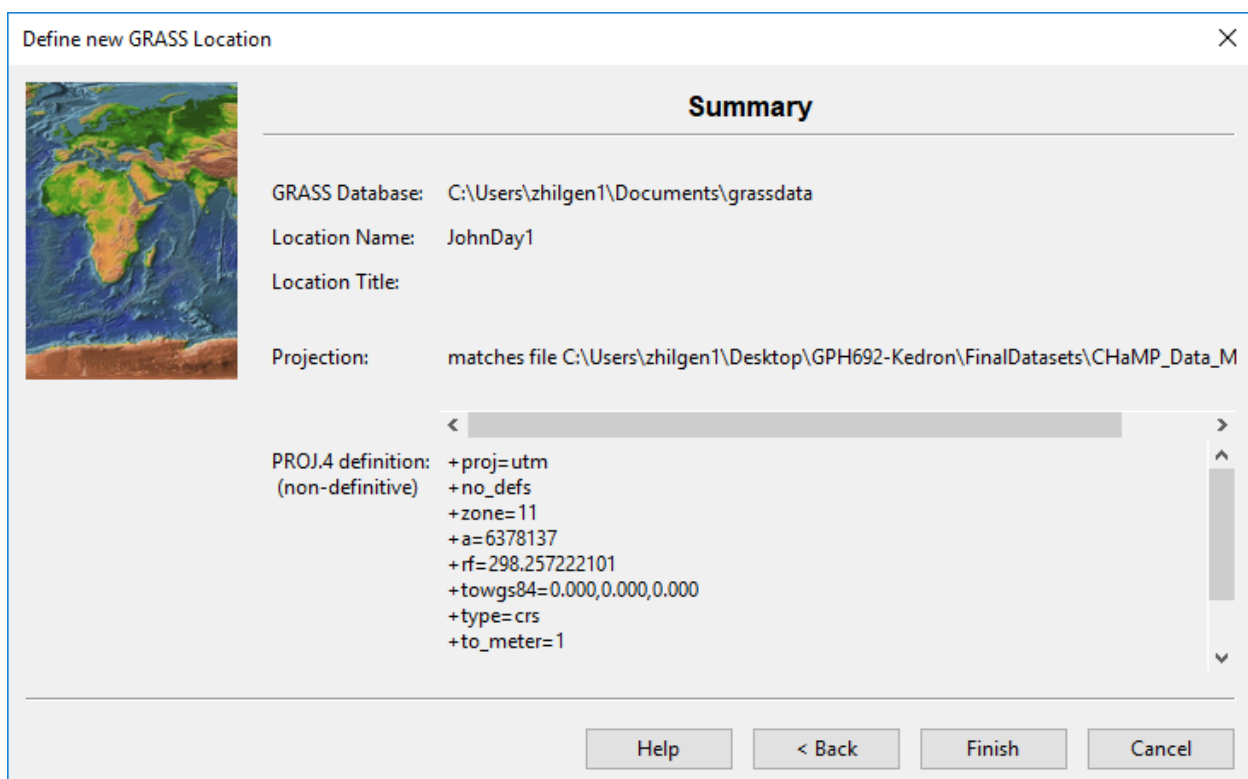 Define new GRASS Location
Summary
GRASS Database: C:\Users\zhilgen1\Documents\grassdata
Location Name: JohnDay1
Location Title:
Projection: matches file C:\Users\zhilgen1\Desktop\GPH692-Kedron\FinalDatasets\CHaMP_Data_M
PROJ.4 definition: +proj=utm
(non-definitive) +no_defs
+zone=11
+a=6378137
+rf=298.257222101
+towgs84=0.000,0.000,0.000
+type=crs
+to_meter=1
Help < Back Finish Cancel